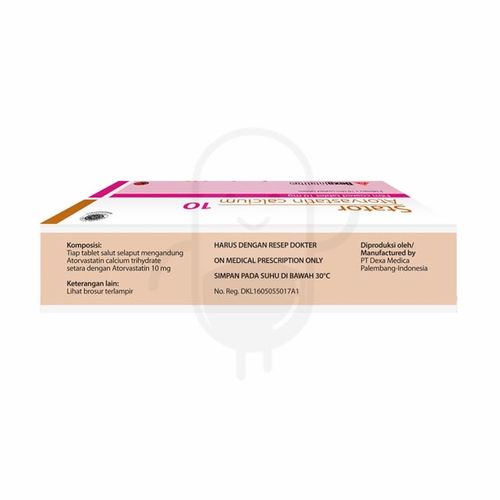 Stator
Atorvastatin calcium 10
Komposisi:
Tiap tablet salut selaput mengandung
Atorvastatin calcium trihydrate
setara dengan Atorvastatin 10 mg
Keterangan lain:
Lihat brosur terlampir
HARUS DENGAN RESEP DOKTER
ON MEDICAL PRESCRIPTION ONLY
SIMPAN PADA SUHU DI BAWAH 30°C
No. Reg. DKL1605055017A1
Diproduksi oleh/
Manufactured by
PT Dexa Medica
Palembang-Indonesia